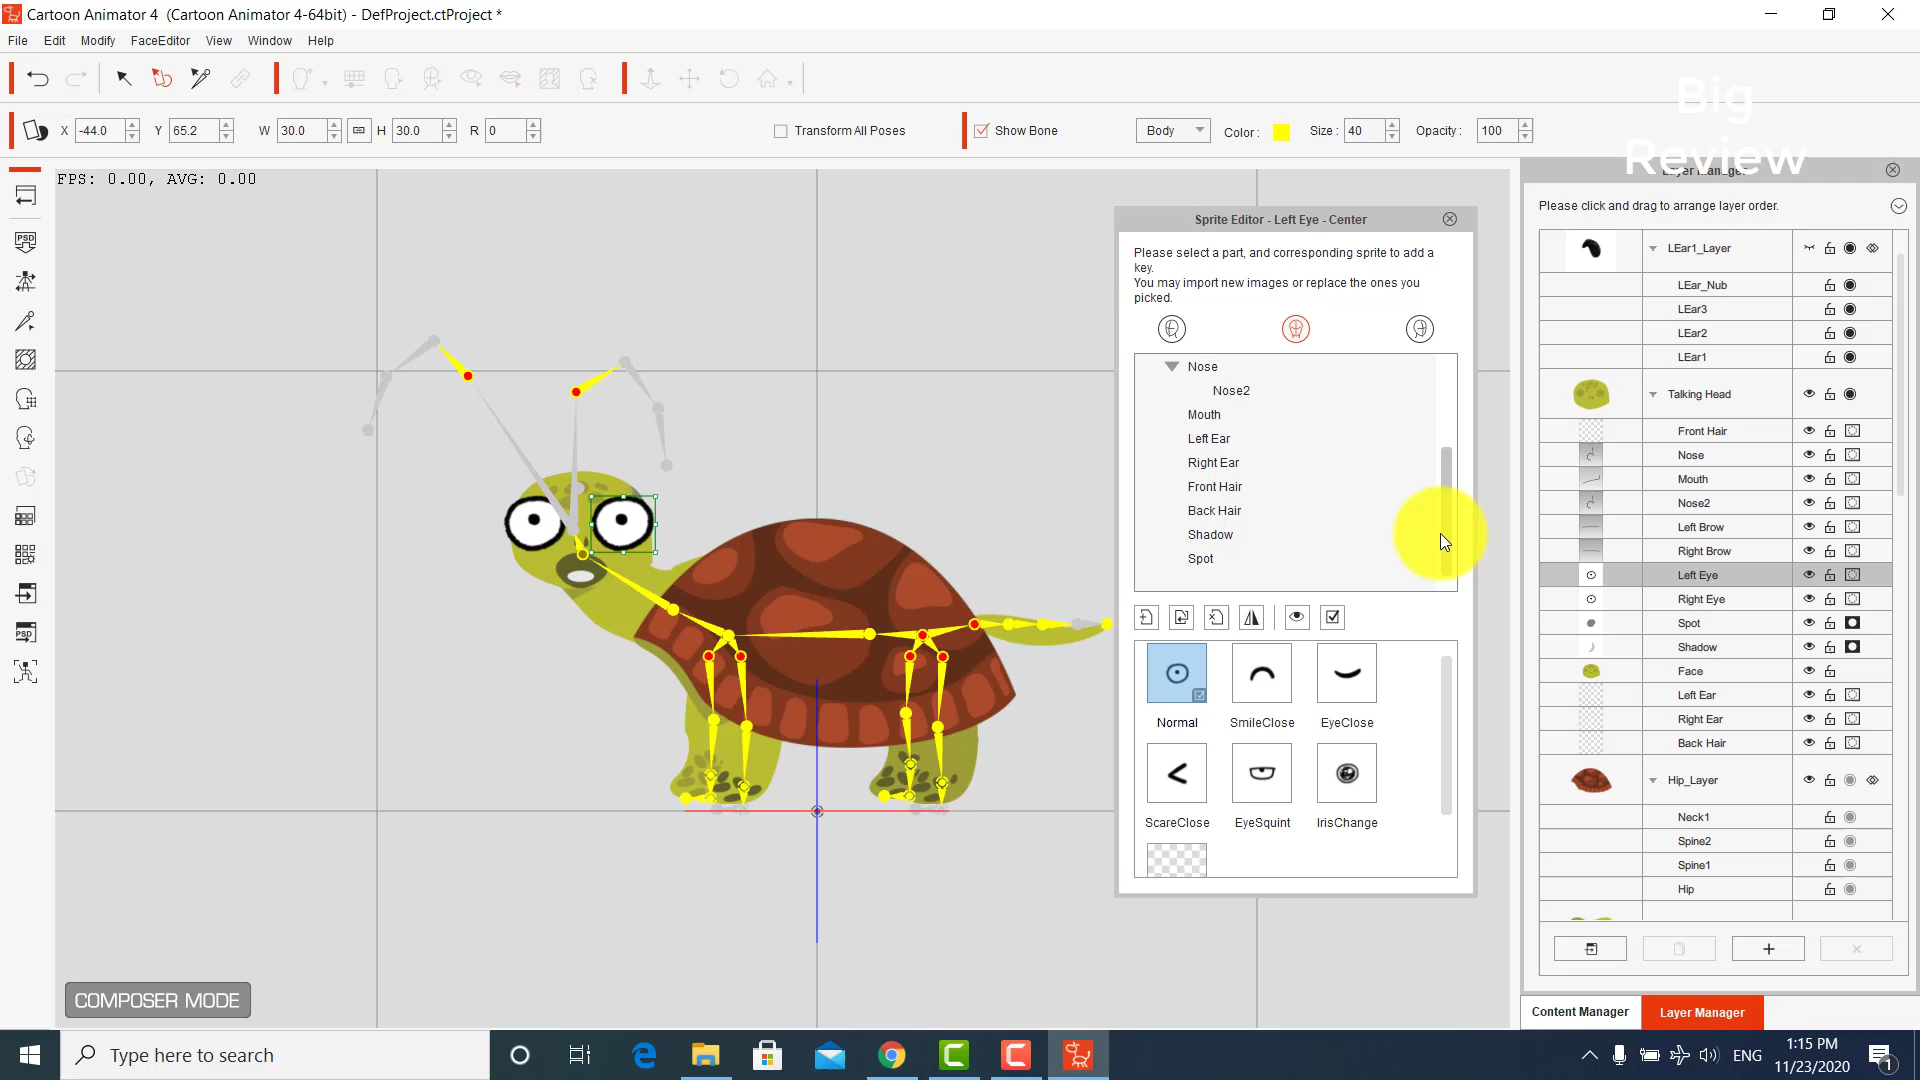 Cartoon Animator 4  (Cartoon Animator 4-64bit) - DefProject.ctProject *
File Edit Modify FaceEditor View Window Help
X -44.0 Y 65.2 W 30.0 H 30.0 R 0 Transform All Poses Show Bone Body Color : Size : 40 Opacity : 100
Big
Review
FPS: 0.00, AVG: 0.00
Sprite Editor - Left Eye - Center
Please select a part, and corresponding sprite to add a
key.
You may import new images or replace the ones you
picked.
Nose
Nose2
Mouth
Left Ear
Right Ear
Front Hair
Back Hair
Shadow
Spot
Normal SmileClose EyeClose
ScareClose EyeSquint IrisChange
Layer Manager
Please click and drag to arrange layer order.
LEar1_Layer
LEar_Nub
LEar3
LEar2
LEar1
Talking Head
Front Hair
Nose
Mouth
Nose2
Left Brow
Right Brow
Left Eye
Right Eye
Spot
Shadow
Face
Left Ear
Right Ear
Back Hair
Hip_Layer
Neck1
Spine2
Spine1
Hip
PSD
PSD
COMPOSER MODE
Content Manager Layer Manager
Type here to search
ENG
1:15 PM
11/23/2020
1